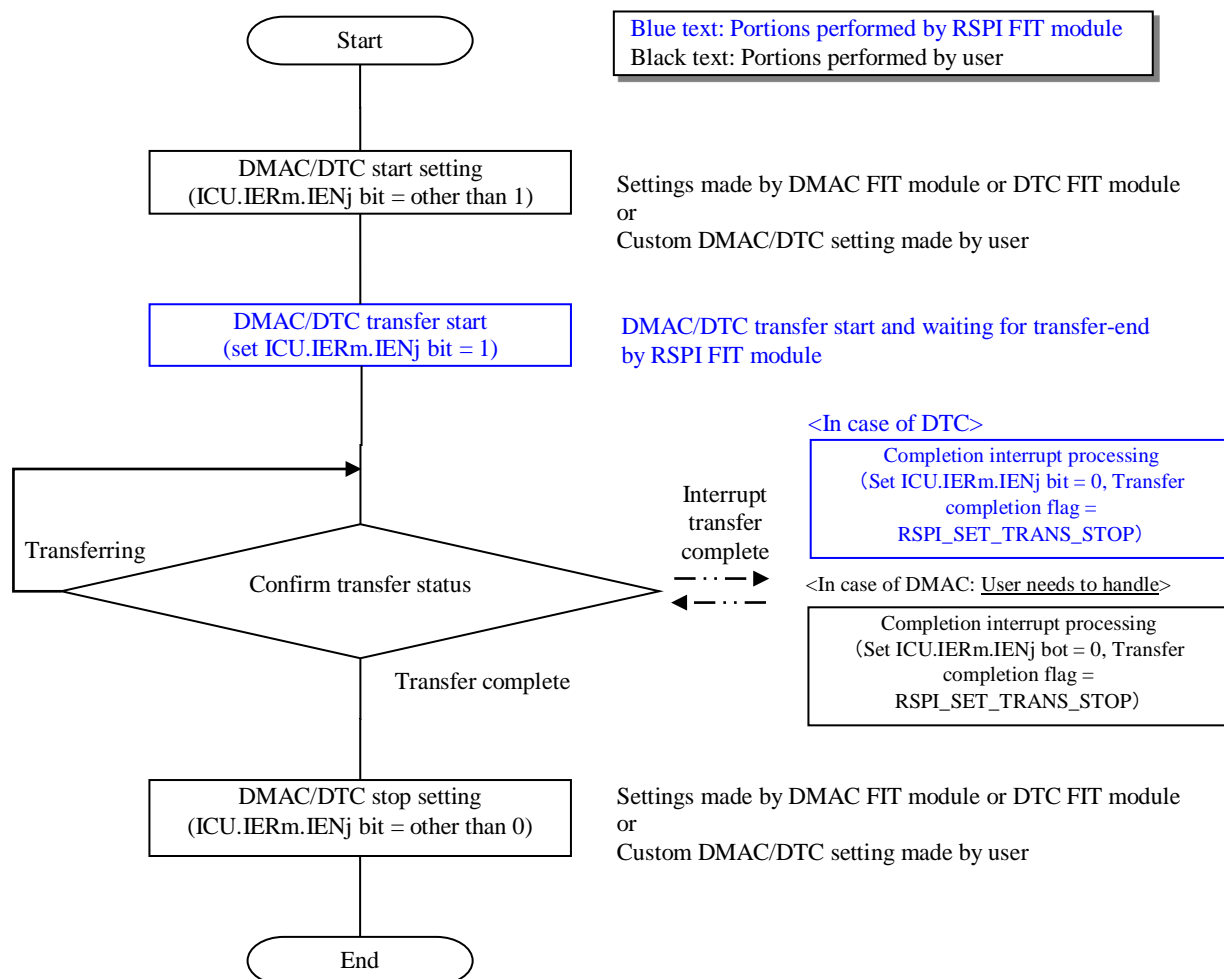 Start
Blue text: Portions performed by RSPI FIT module
Black text: Portions performed by user
DMAC/DTC start setting
(ICU.IERm.IENj bit = other than 1)
Settings made by DMAC FIT module or DTC FIT module
or
Custom DMAC/DTC setting made by user
DMAC/DTC transfer start
(set ICU.IERm.IENj bit = 1)
DMAC/DTC transfer start and waiting for transfer-end
by RSPI FIT module
<In case of DTC>
Completion interrupt processing
(Set ICU.IERm.IENj bit = 0, Transfer
completion flag =
RSPI_SET_TRANS_STOP)
Interrupt
transfer
complete
Transferring
Confirm transfer status
<In case of DMAC: User needs to handle>
Completion interrupt processing
(Set ICU.IERm.IENj bot = 0, Transfer
completion flag =
RSPI_SET_TRANS_STOP)
Transfer complete
DMAC/DTC stop setting
(ICU.IERm.IENj bit = other than 0)
Settings made by DMAC FIT module or DTC FIT module
or
Custom DMAC/DTC setting made by user
End